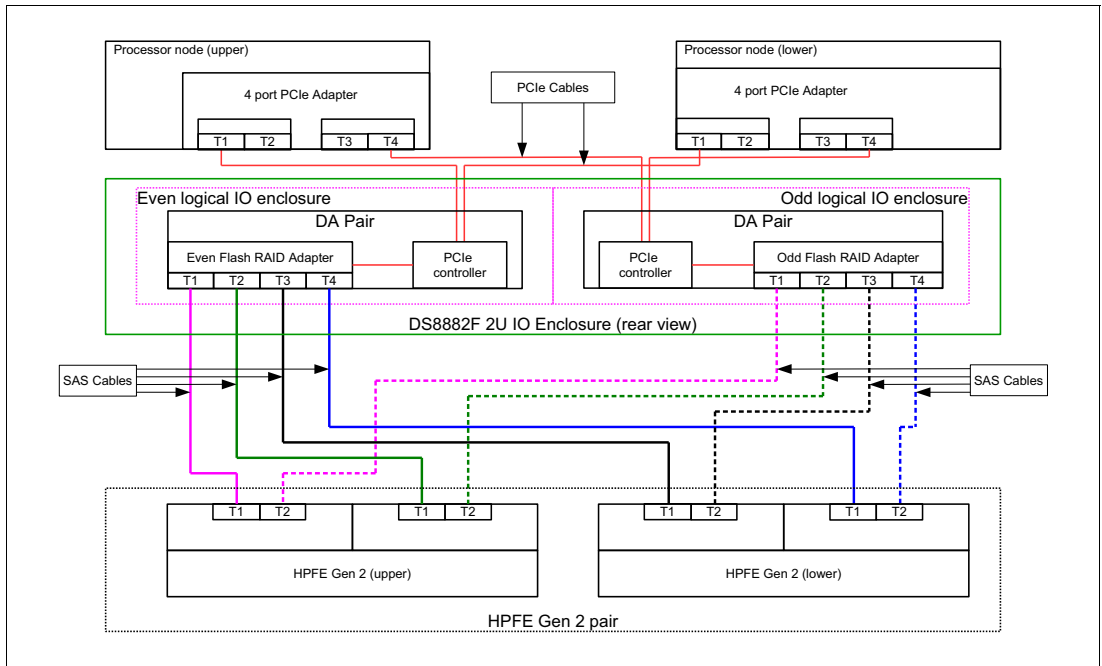 Processor node (upper)
Processor node (lower)
4 port PCIe Adapter
PCIe Cables
4 port PCIe Adapter
T1 T2 T3 T4
T1 T2 T3 T4
Even logical IO enclosure
Odd logical IO enclosure
DA Pair
DA Pair
Even Flash RAID Adapter
PCIe
controller
PCIe
controller
Odd Flash RAID Adapter
T1 T2 T3 T4
T1 T2 T3 T4
DS8882F 2U IO Enclosure (rear view)
SAS Cables
SAS Cables
T1 T2
T1 T2
T1 T2
T1 T2
HPFE Gen 2 (upper)
HPFE Gen 2 (lower)
HPFE Gen 2 pair